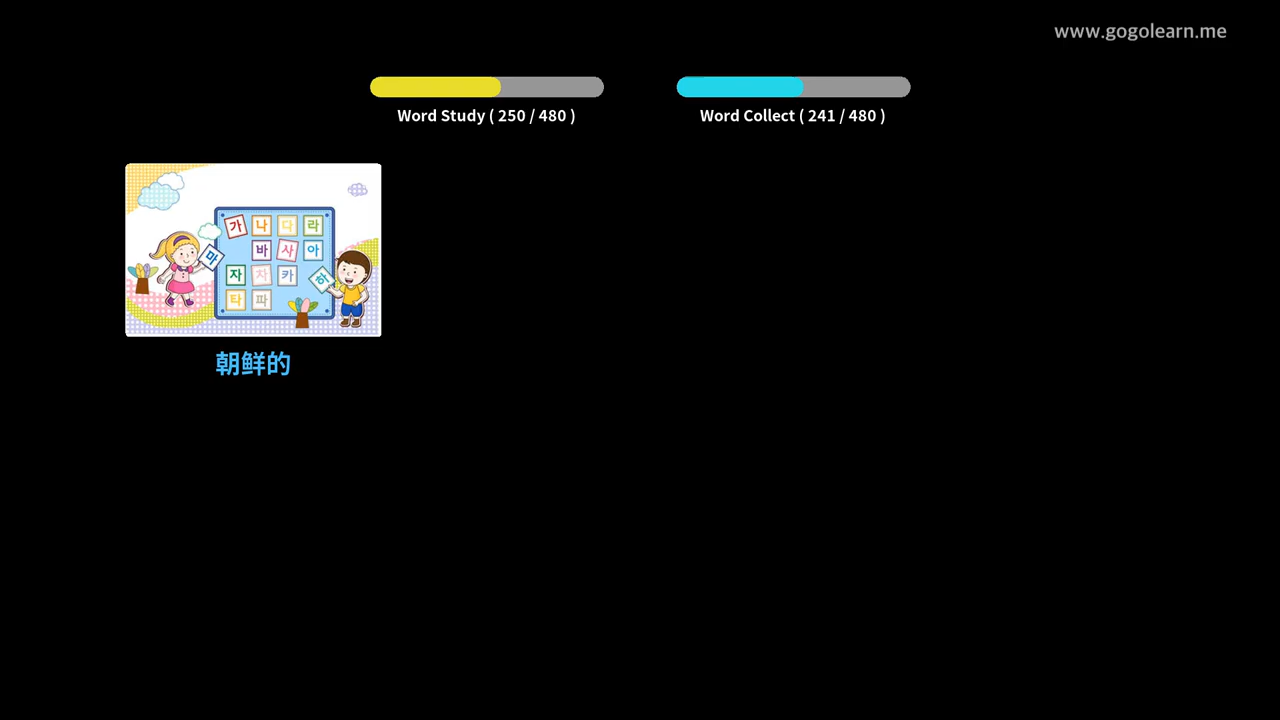 www.gogolearn.me
Word Study ( 250 / 480 )
Word Collect ( 241 / 480 )
가 나 다 라
마 바 사 아
자 차 카 하
타 파
朝鲜的